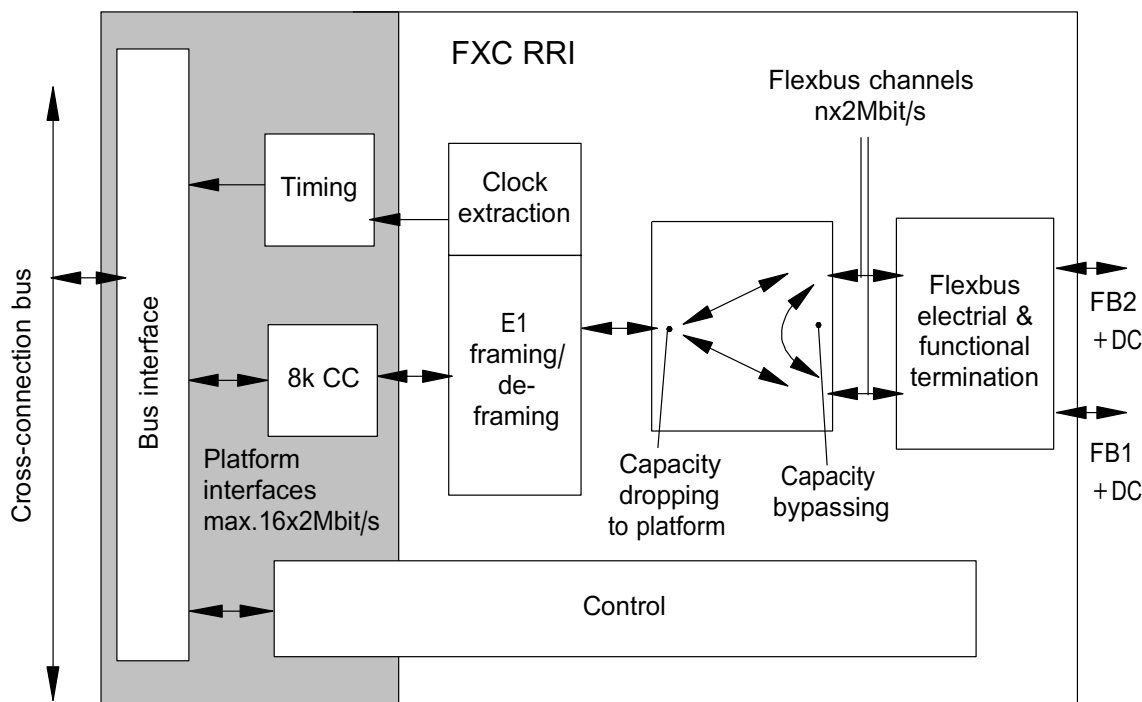 FXC RRI
Flexbus channels
nx2Mbit/s
Timing
Clock
extraction
Cross-connection bus
Bus interface
8k CC
E1
framing/
de-
framing
Flexbus
electrial &
functional
termination
FB2
+DC
FB1
+DC
Platform
interfaces
max.16x2Mbit/s
Capacity
dropping
to platform
Capacity
bypassing
Control